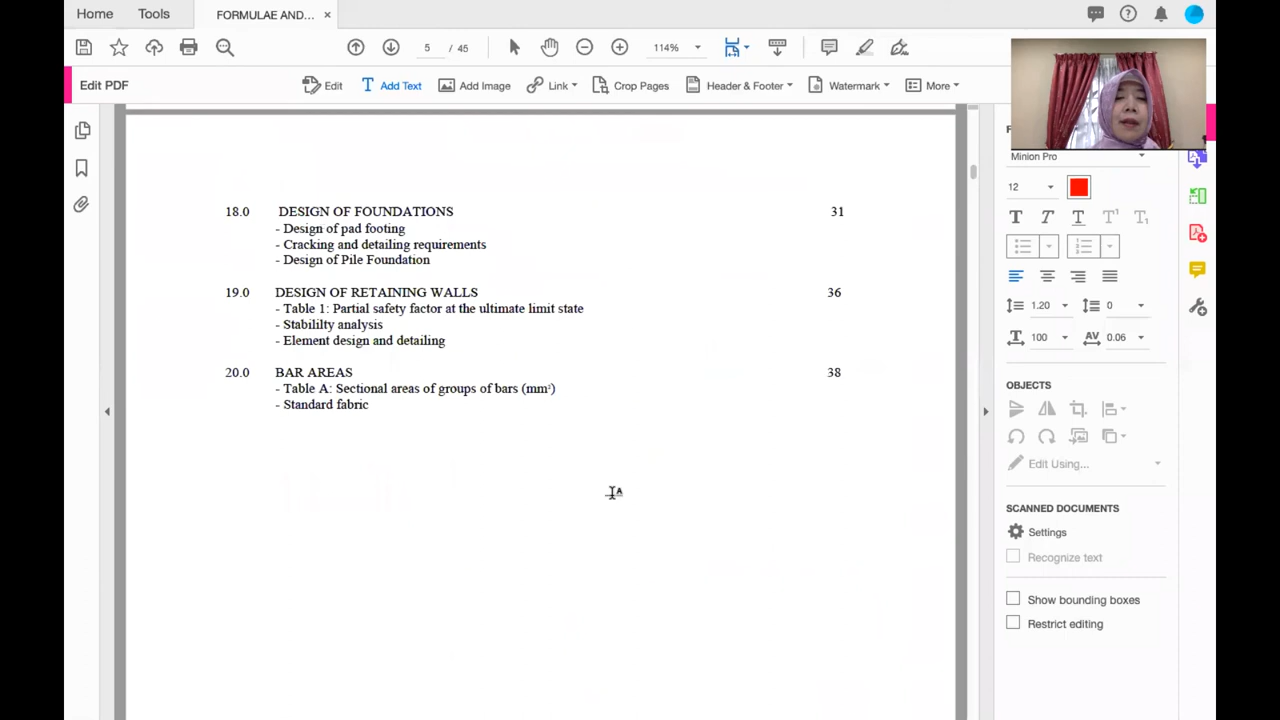 Home Tools FORMULAE AND... ×
5 / 45 114%
Edit PDF Edit Add Text Add Image Link Crop Pages Header & Footer Watermark More
18.0 DESIGN OF FOUNDATIONS 31
- Design of pad footing
- Cracking and detailing requirements
- Design of Pile Foundation
19.0 DESIGN OF RETAINING WALLS 36
- Table 1: Partial safety factor at the ultimate limit state
- Stabililty analysis
- Element design and detailing
20.0 BAR AREAS 38
- Table A: Sectional areas of groups of bars (mm²)
- Standard fabric
Minion Pro
12
T T T T¹ T₁
1.20 0
100 AV 0.06
OBJECTS
Edit Using...
SCANNED DOCUMENTS
Settings
Recognize text
Show bounding boxes
Restrict editing